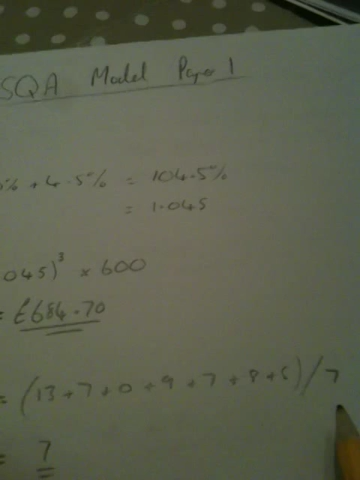 SQA Model Paper 1
% + 4.5% = 104.5%
= 1.045
045)³ × 600
= £684.70
= (13 + 7 + 0 + 9 + 7 + 8 + 5) / 7
= 7